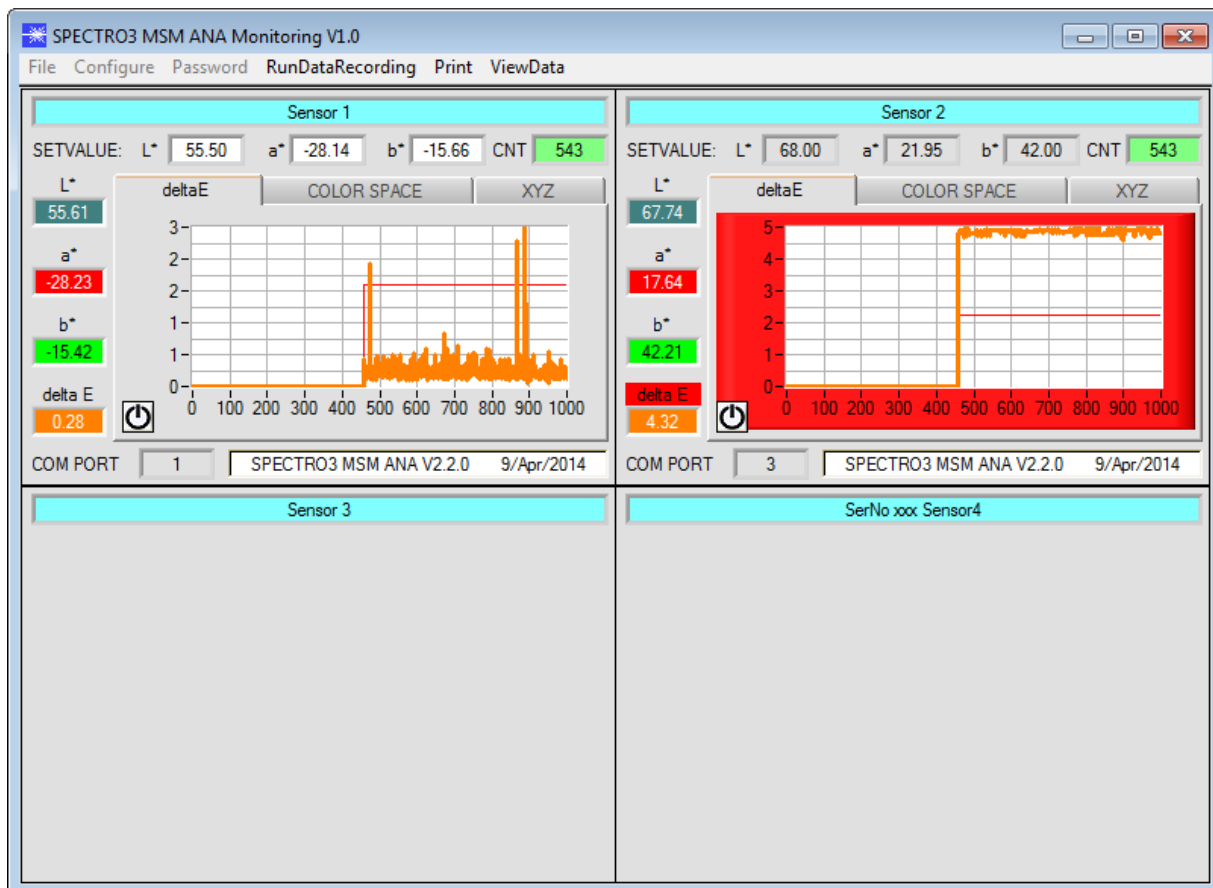 SPECTRO3 MSM ANA Monitoring V1.0
File Configure Password RunDataRecording Print ViewData
Sensor 1
SETVALUE: L* 55.50 a* -28.14 b* -15.66 CNT 543
L*
55.61
a*
-28.23
b*
-15.42
delta E
0.28
deltaE COLOR SPACE XYZ
3
2
2
1
1
0
0 100 200 300 400 500 600 700 800 900 1000
COM PORT 1 SPECTRO3 MSM ANA V2.2.0 9/Apr/2014
Sensor 2
SETVALUE: L* 68.00 a* 21.95 b* 42.00 CNT 543
L*
67.74
a*
17.64
b*
42.21
delta E
4.32
deltaE COLOR SPACE XYZ
5
4
3
2
1
0
0 100 200 300 400 500 600 700 800 900 1000
COM PORT 3 SPECTRO3 MSM ANA V2.2.0 9/Apr/2014
Sensor 3
SerNo xxx Sensor4